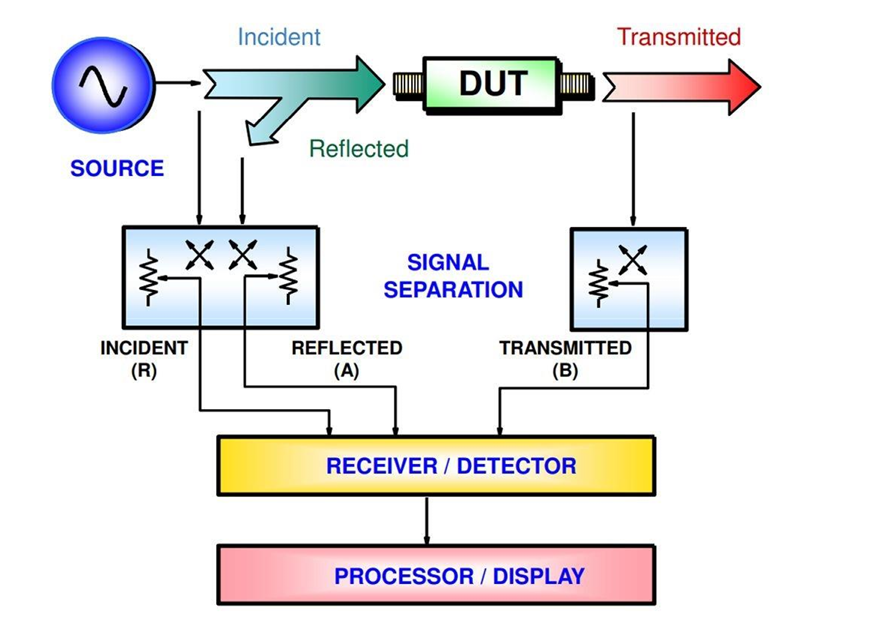 Incident
Transmitted
DUT
Reflected
SOURCE
SIGNAL
SEPARATION
INCIDENT
(R)
REFLECTED
(A)
TRANSMITTED
(B)
RECEIVER / DETECTOR
PROCESSOR / DISPLAY